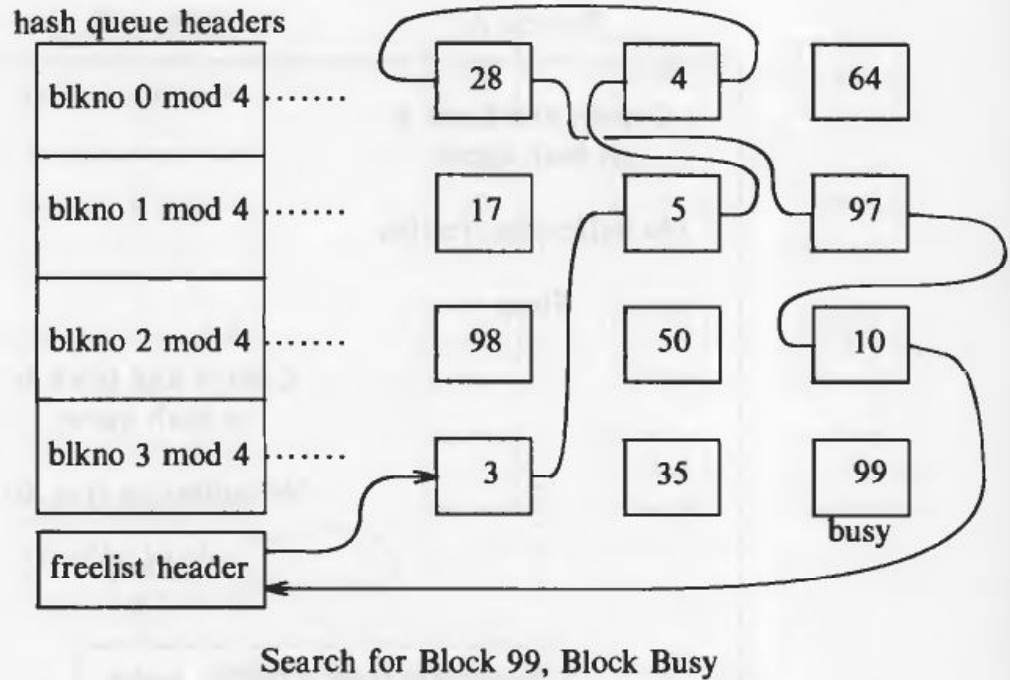 hash queue headers
blkno 0 mod 4 ......
28
4
64
blkno 1 mod 4 ......
17
5
97
blkno 2 mod 4 ......
98
50
10
blkno 3 mod 4 ......
3
35
99
busy
freelist header
Search for Block 99, Block Busy